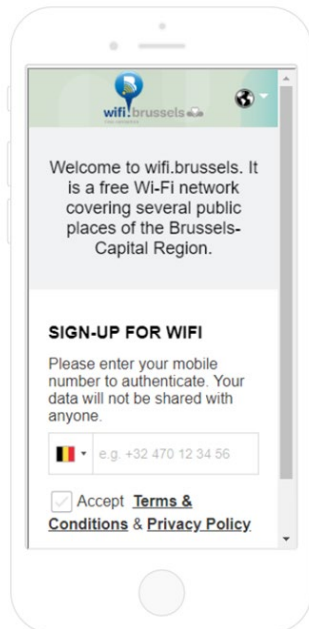 wifi.brussels
Welcome to wifi.brussels. It
is a free Wi-Fi network
covering several public
places of the Brussels-
Capital Region.
SIGN-UP FOR WIFI
Please enter your mobile
number to authenticate. Your
data will not be shared with
anyone.
e.g. +32 470 12 34 56
Accept Terms &
Conditions & Privacy Policy